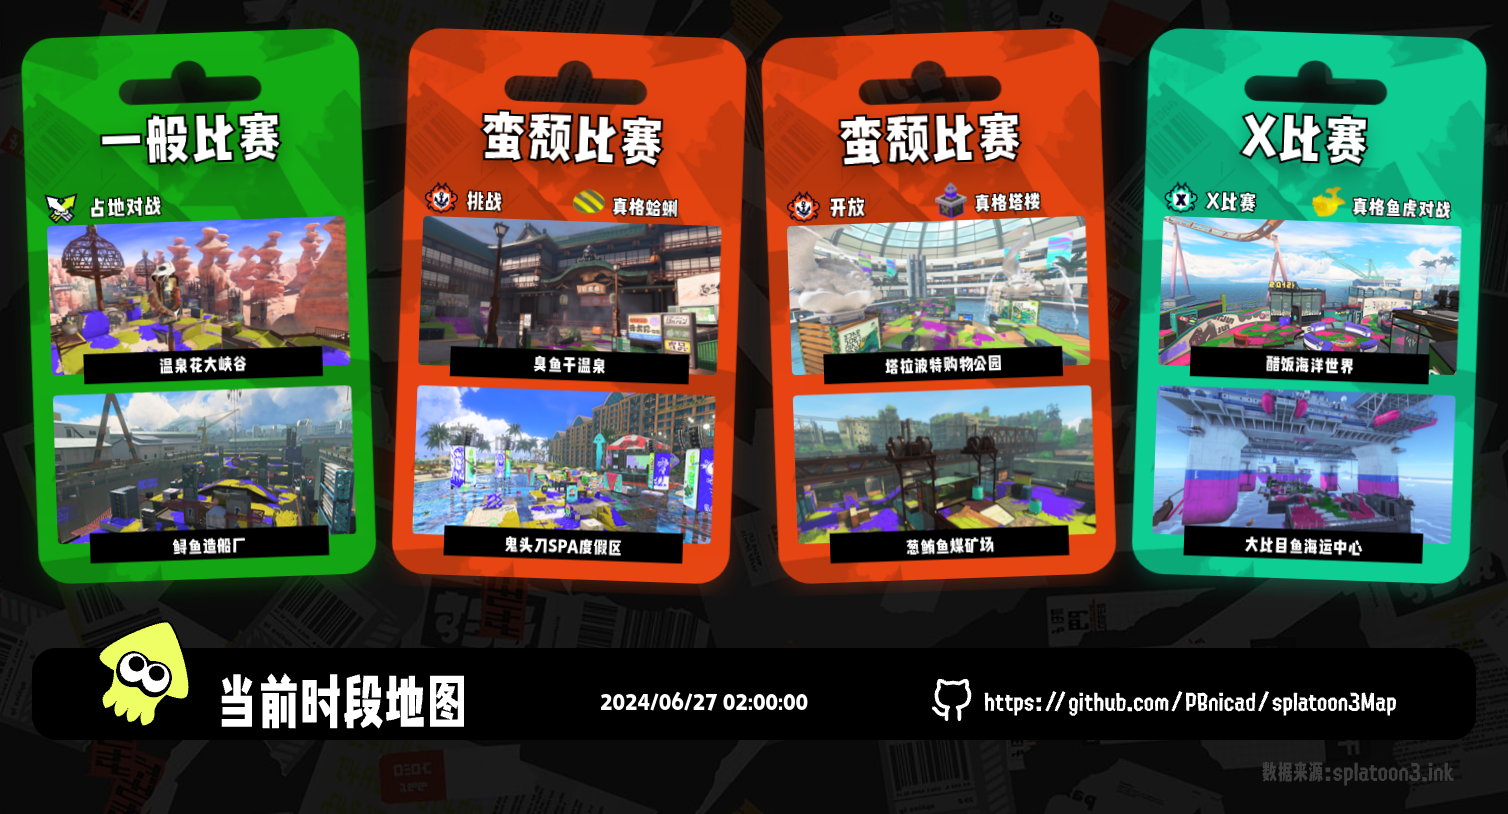 一般比赛
占地对战
温泉花大峡谷
鲟鱼造船厂
蛮颓比赛
挑战
真格蛤蜊
臭鱼干温泉
鬼头刀SPA度假区
蛮颓比赛
开放
真格塔楼
塔拉波特购物公园
葱鲔鱼煤矿场
X比赛
X比赛
真格鱼虎对战
醋饭海洋世界
大比目鱼海运中心
当前时段地图
2024/06/27 02:00:00
https://github.com/PBnicad/splatoon3Map
数据来源:splatoon3.ink